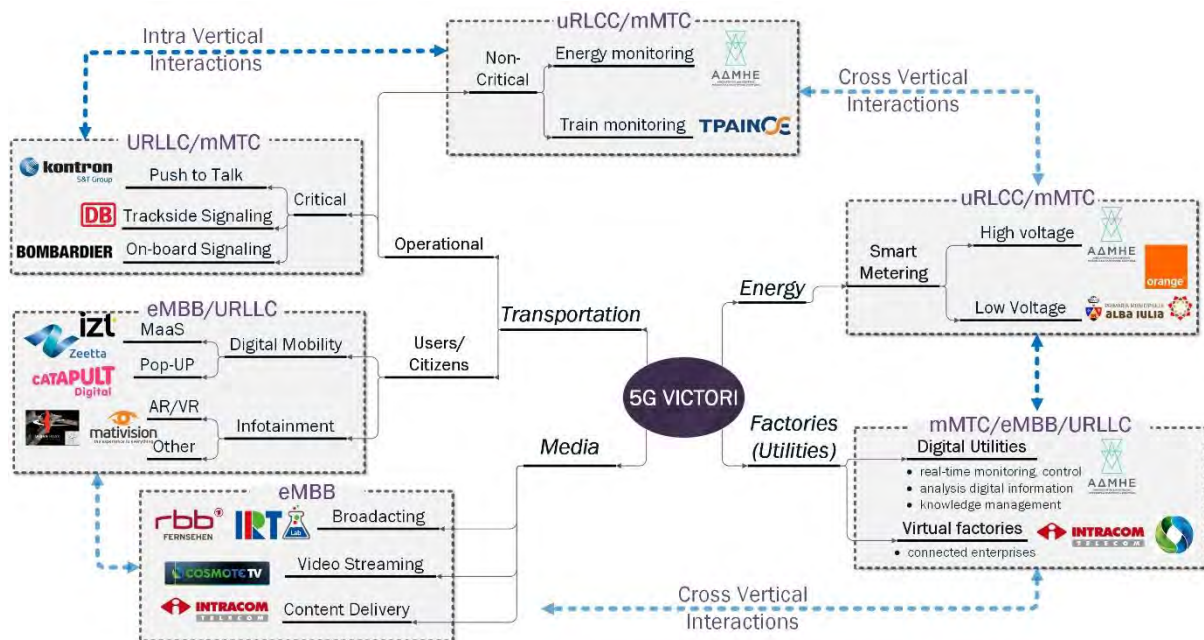 uRLCC/mMTC
Intra Vertical
Interactions
Non-
Critical
Energy monitoring
ΑΔΜΗΕ
Train monitoring
ΤΡΑΙΝΟΣΕ
Cross Vertical
Interactions
URLLC/mMTC
kontron
S&T Group
Push to Talk
DB
Trackside Signaling
Critical
BOMBARDIER
On-board Signaling
Operational
uRLCC/mMTC
High voltage
ΑΔΜΗΕ
Smart
Metering
orange
Low Voltage
ALBA IULIA
Energy
Transportation
eMBB/URLLC
izt
Zeetta
MaaS
Digital Mobility
CATAPULT
Digital
Pop-UP
Users/
Citizens
AR/VR
mativision
Infotainment
Other
5G VICTORI
Media
Factories
(Utilities)
mMTC/eMBB/URLLC
Digital Utilities
• real-time monitoring, control
• analysis digital information
• knowledge management
ΑΔΜΗΕ
Virtual factories
INTRACOM
TELECOM
• connected enterprises
eMBB
rbb
FERNSEHEN
IRT
Lab
Broadacting
COSMOTE TV
Video Streaming
INTRACOM
TELECOM
Content Delivery
Cross Vertical
Interactions